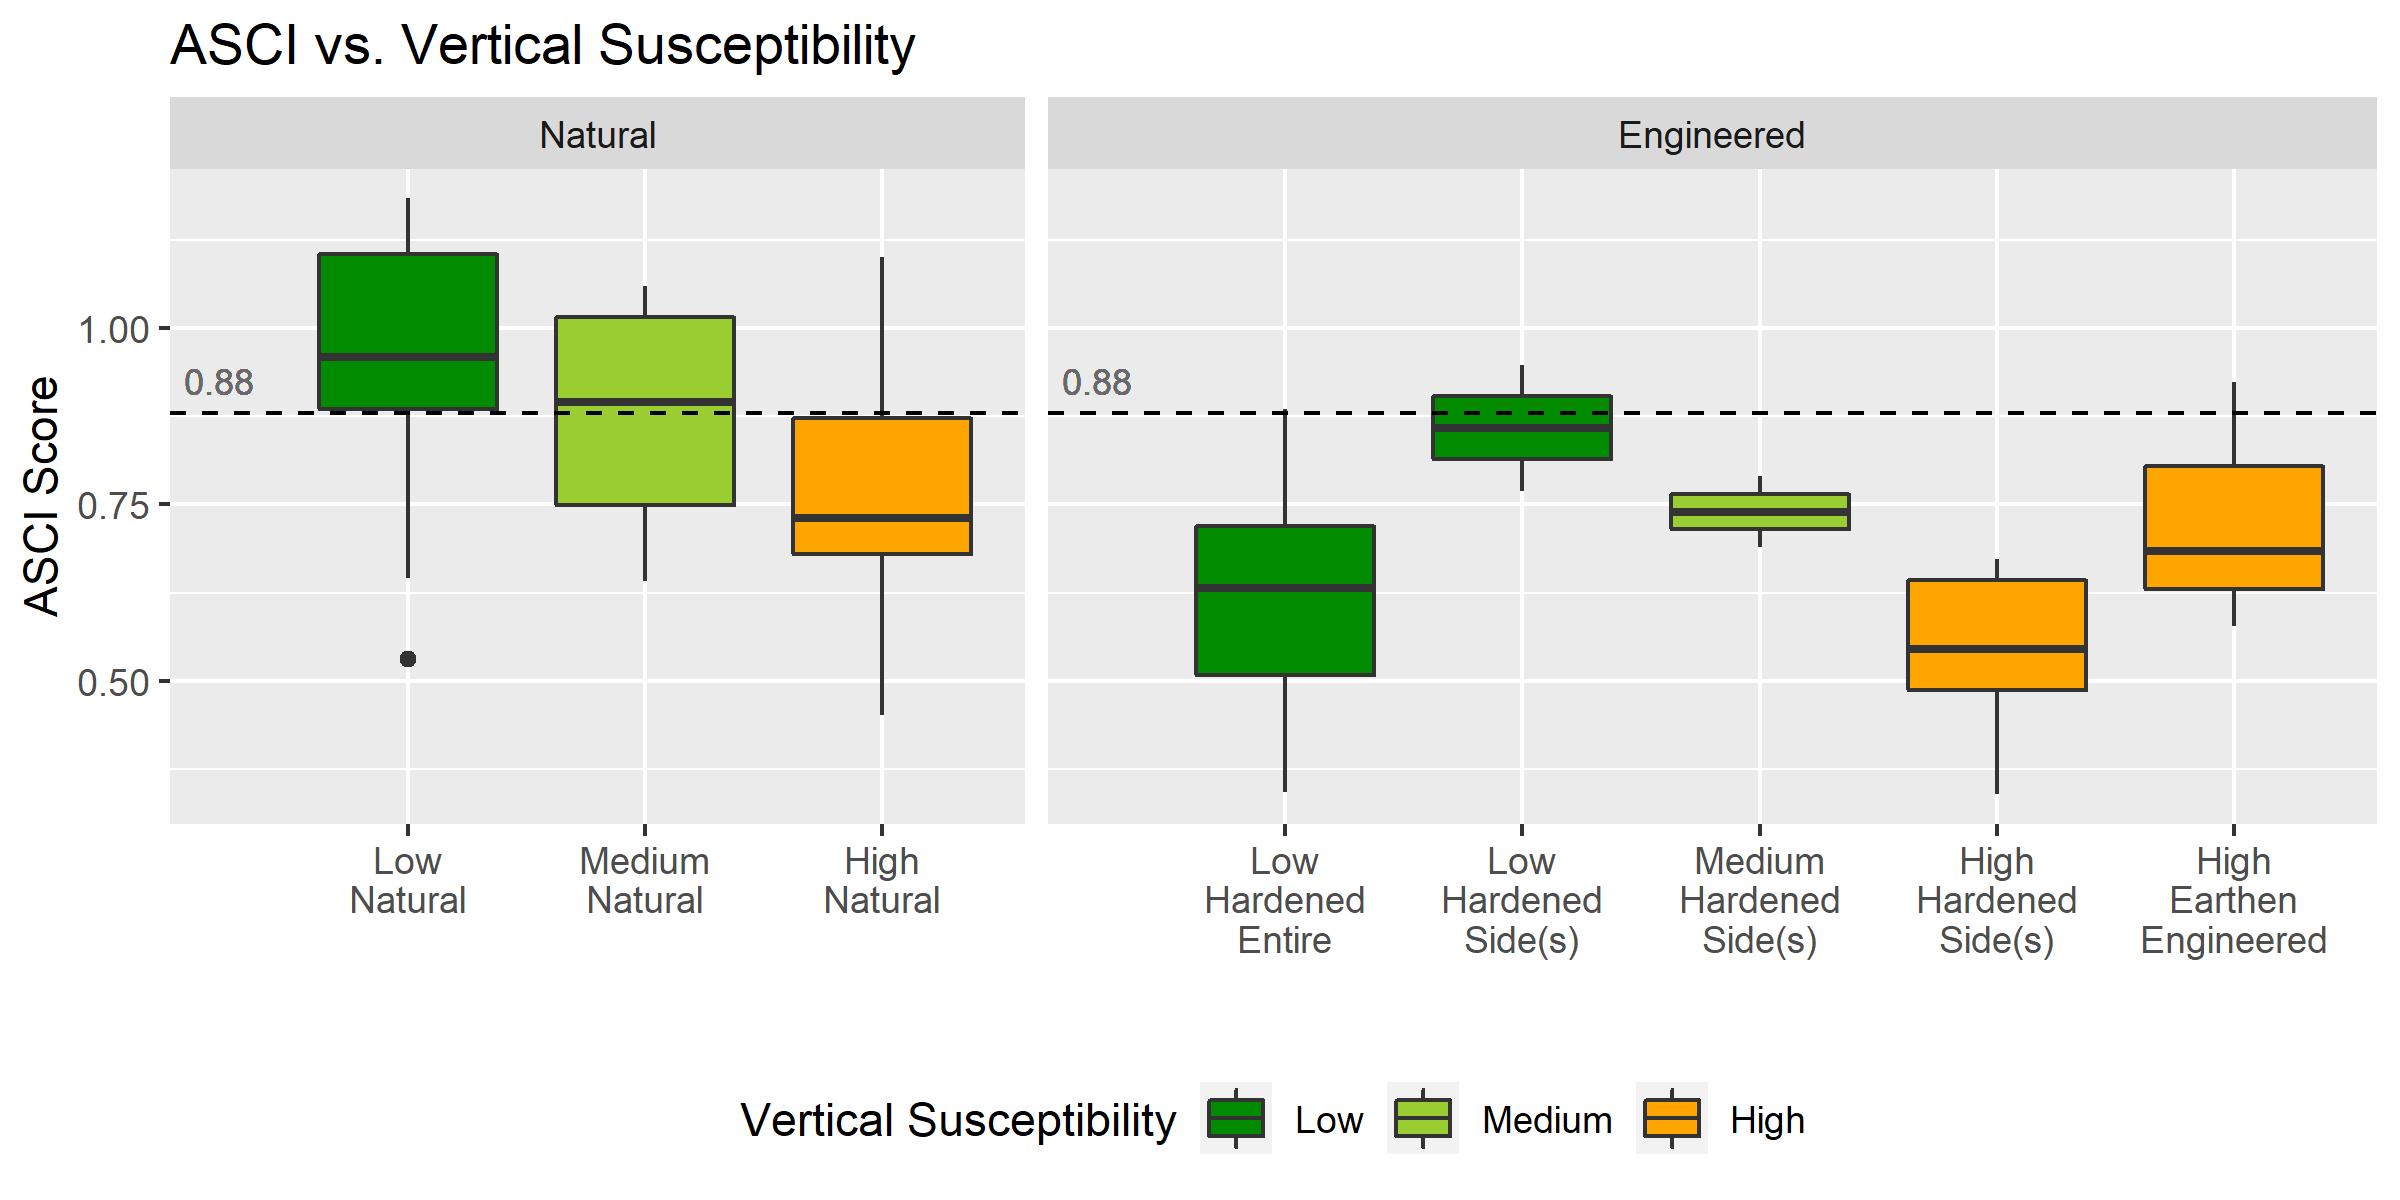 ASCI vs. Vertical Susceptibility
Natural
Engineered
ASCI Score
1.00
0.75
0.50
0.88
0.88
Low
Natural
Medium
Natural
High
Natural
Low
Hardened
Entire
Low
Hardened
Side(s)
Medium
Hardened
Side(s)
High
Hardened
Side(s)
High
Earthen
Engineered
Vertical Susceptibility
Low
Medium
High